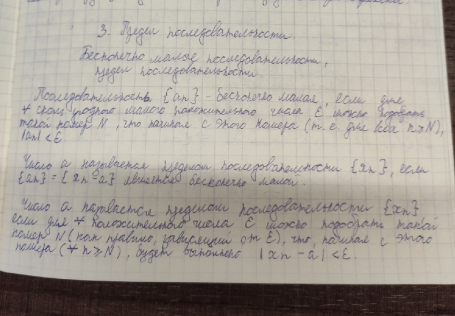 3. Предел последовательности
Бесконечно малые последовательности,
предел последовательности
Последовательность {an} - бесконечно малая, если для
∀ сколь угодно малого положительного числа ε можно подобрать
такой номер N, что начиная с этого номера (т.е для всех n≥N),
|an| < ε.
Число a называется пределом последовательности {xn}, если
{an} = {xn - a} является бесконечно малой.
Число a называется пределом последовательности {xn}
если для ∀ положительного числа ε можно подобрать такой
номер N (как правило, зависящий от ε), что, начиная с этого
номера (∀ n≥N), будет выполнено |xn - a| < ε.